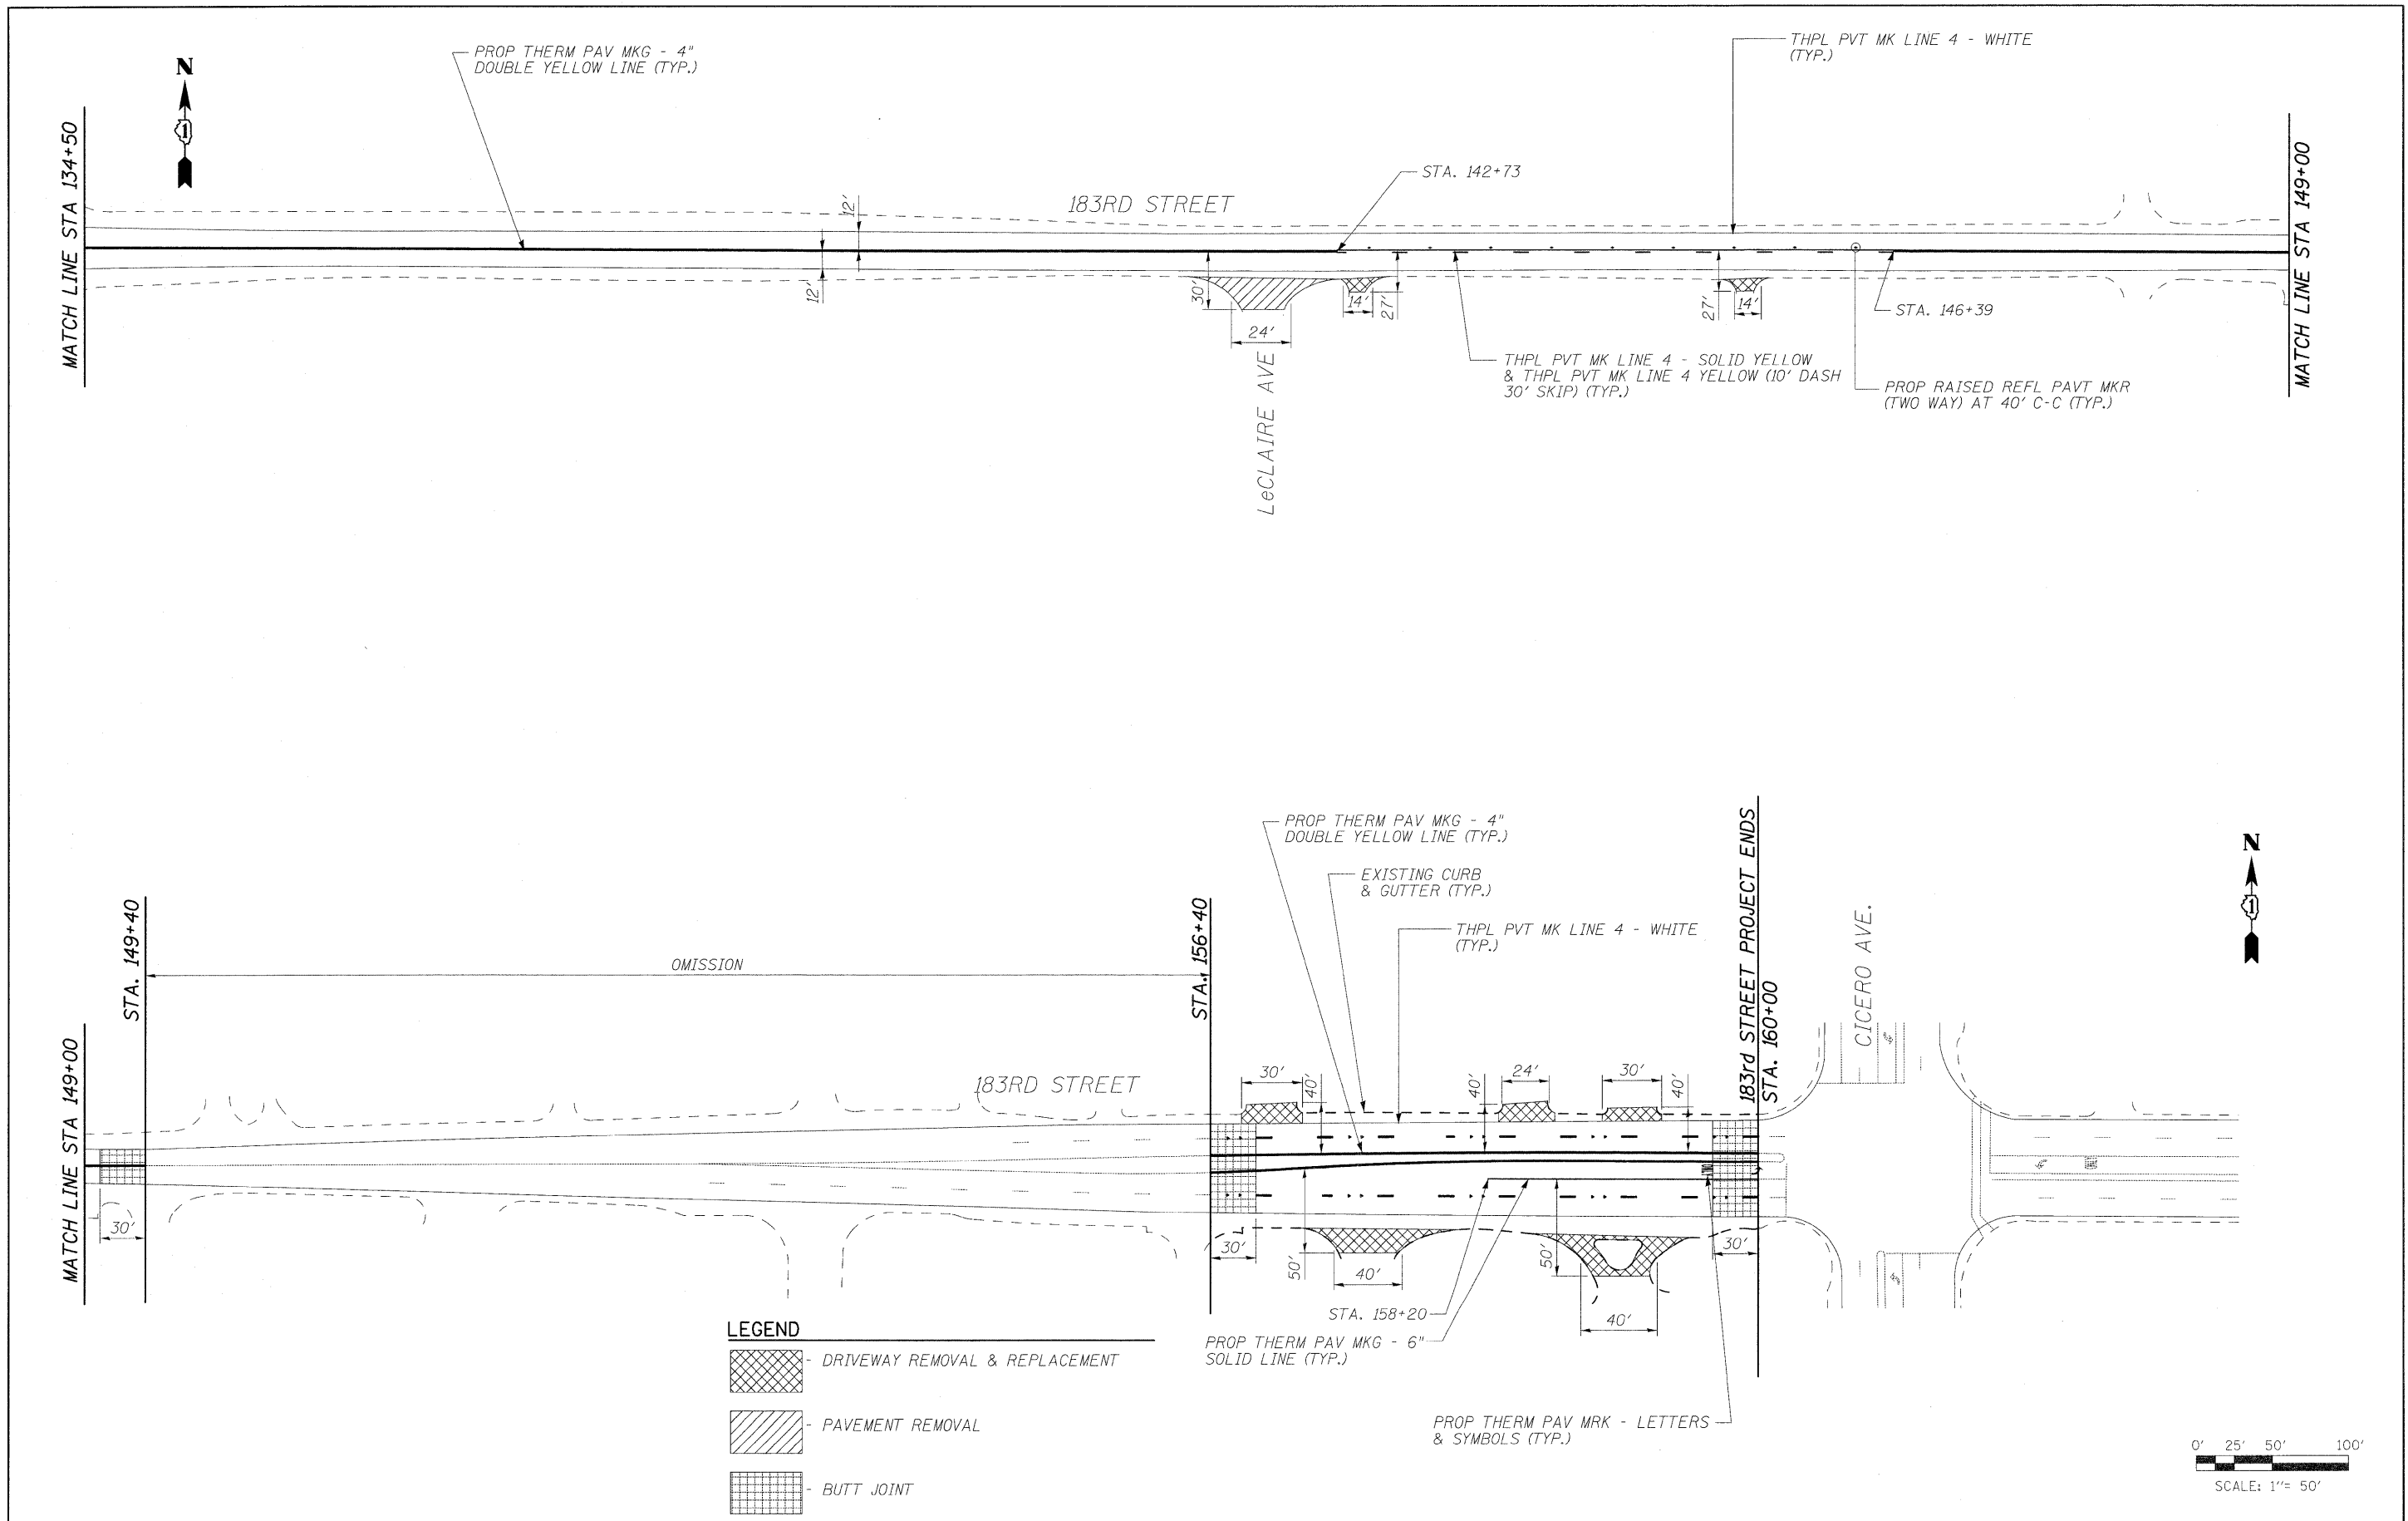 PROP THERM PAV MKG - 4"
DOUBLE YELLOW LINE (TYP.)
THPL PVT MK LINE 4 - WHITE
(TYP.)
N
1
MATCH LINE STA 134+50
12'
12'
183RD STREET
STA. 142+73
MATCH LINE STA 149+00
30'
24'
14'
27'
27'
14'
STA. 146+39
LeCLAIRE AVE
THPL PVT MK LINE 4 - SOLID YELLOW
& THPL PVT MK LINE 4 YELLOW (10' DASH
30' SKIP) (TYP.)
PROP RAISED REFL PAVT MKR
(TWO WAY) AT 40' C-C (TYP.)
PROP THERM PAV MKG - 4"
DOUBLE YELLOW LINE (TYP.)
EXISTING CURB
& GUTTER (TYP.)
THPL PVT MK LINE 4 - WHITE
(TYP.)
183rd STREET PROJECT ENDS
STA. 160+00
CICERO AVE.
N
1
STA. 149+40
OMISSION
STA. 156+40
MATCH LINE STA 149+00
183RD STREET
30'
40'
40'
24'
30'
40'
30'
30'
50'
40'
50'
40'
30'
STA. 158+20
PROP THERM PAV MKG - 6"
SOLID LINE (TYP.)
PROP THERM PAV MRK - LETTERS
& SYMBOLS (TYP.)
LEGEND
- DRIVEWAY REMOVAL & REPLACEMENT
- PAVEMENT REMOVAL
- BUTT JOINT
0' 25' 50' 100'
SCALE: 1"= 50'